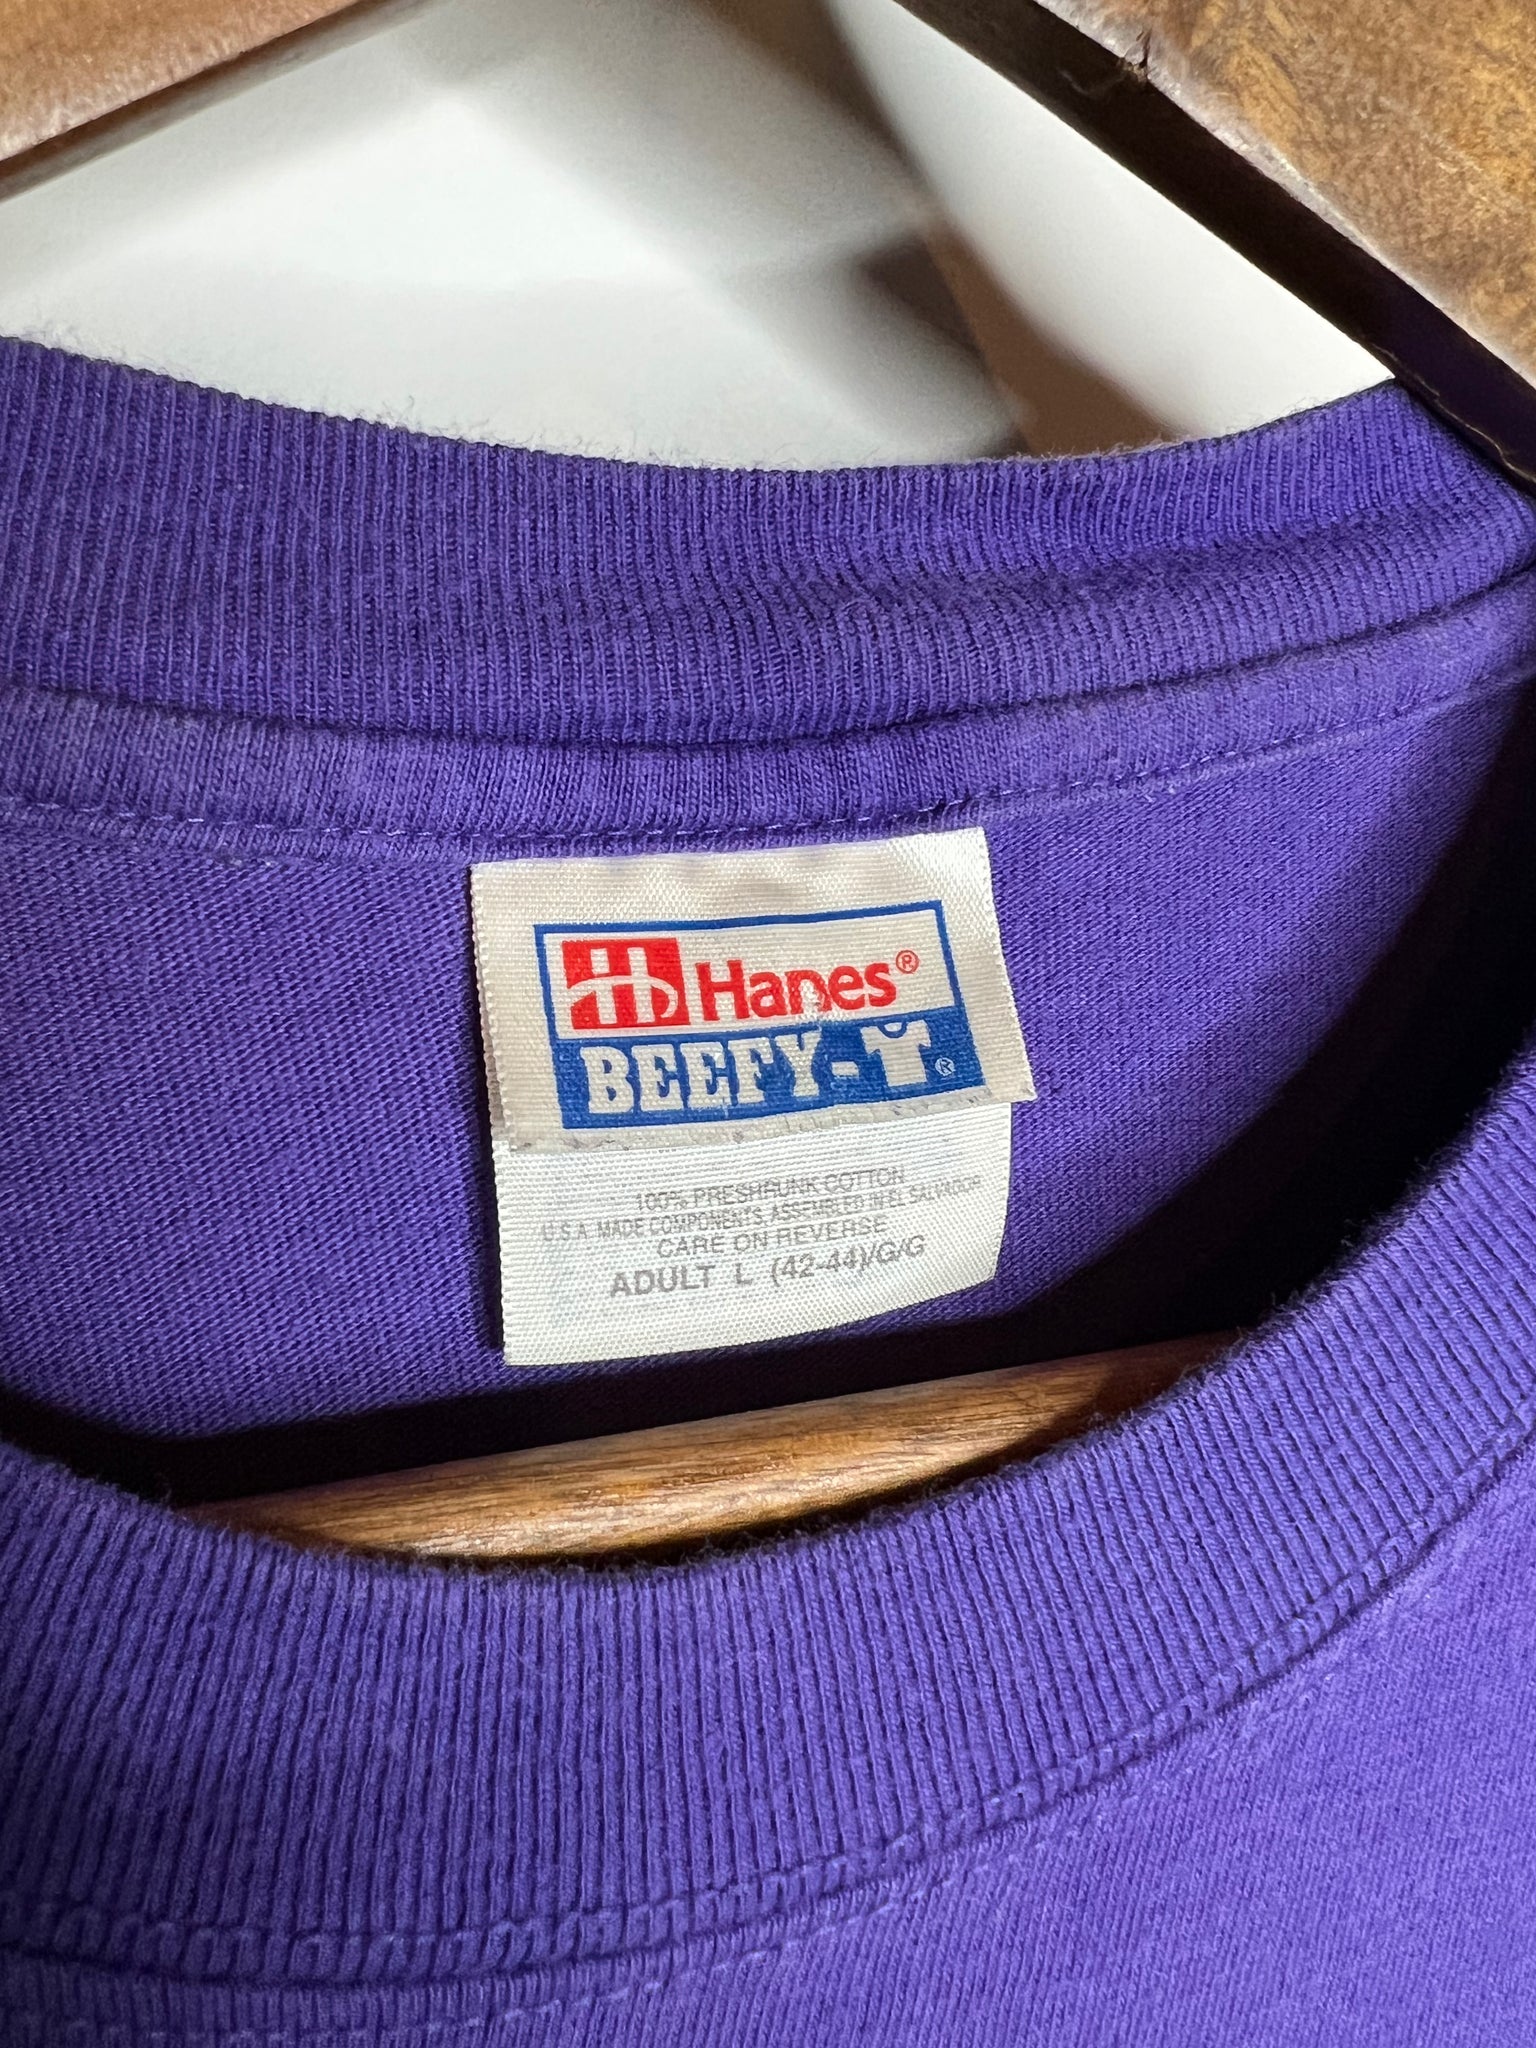 H Hanes®
BEEFY-T®
100% PRESHRUNK COTTON
U.S.A. MADE COMPONENTS, ASSEMBLED IN EL SALVADOR
CARE ON REVERSE
ADULT L (42-44)/G/G